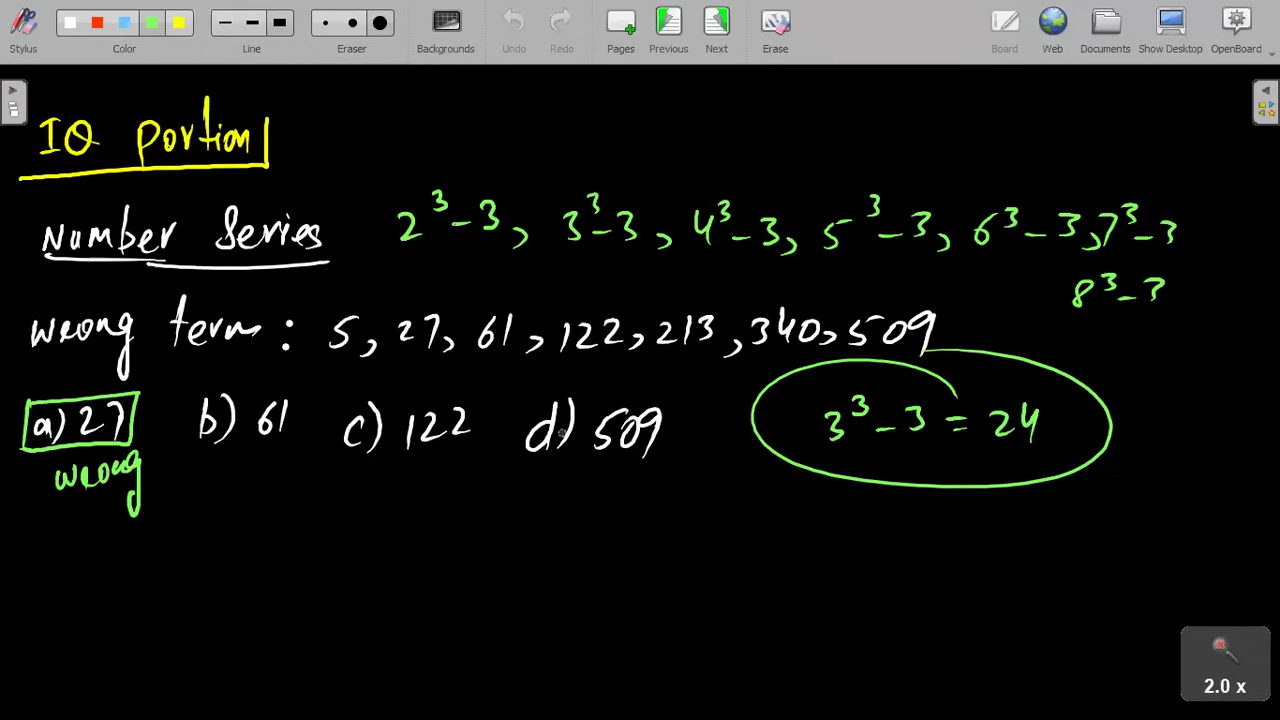 Stylus Color Line Eraser Backgrounds Undo Redo Pages Previous Next Erase Board Web Documents Show Desktop OpenBoard
IQ portion
Number Series 2³-3, 3³-3, 4³-3, 5³-3, 6³-3, 7³-3
8³-3
wrong term: 5, 27, 61, 122, 213, 340, 509
a) 27 b) 61 c) 122 d) 509 3³-3 = 24
wrong
2.0 x